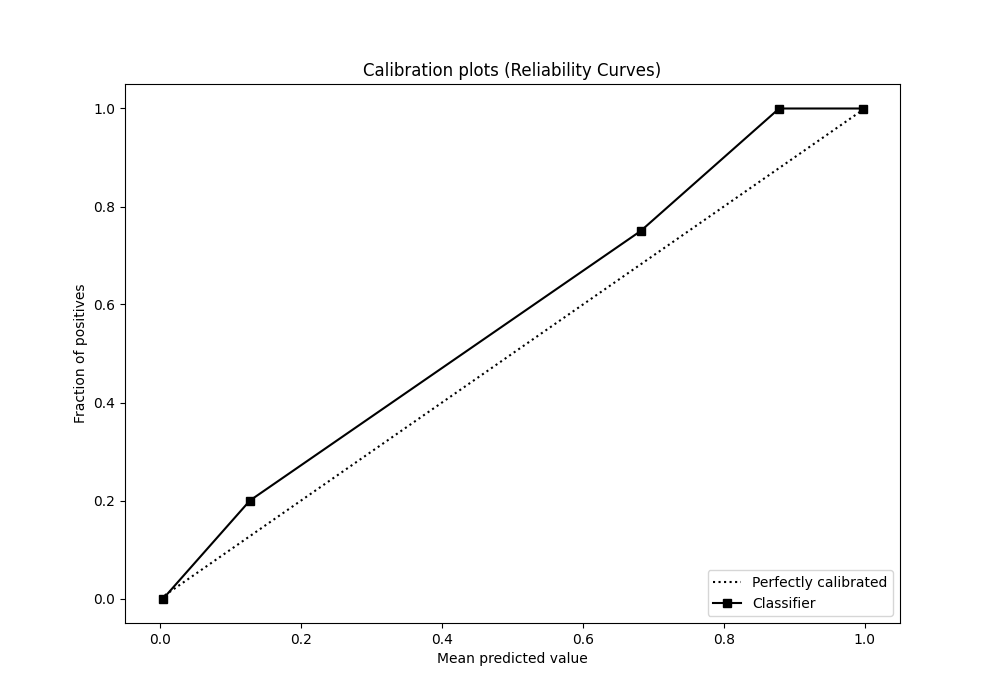 Calibration plots (Reliability Curves)
1.0
0.8
0.6
0.4
0.2
0.0
Fraction of positives
0.0 0.2 0.4 0.6 0.8 1.0
Mean predicted value
Perfectly calibrated
Classifier